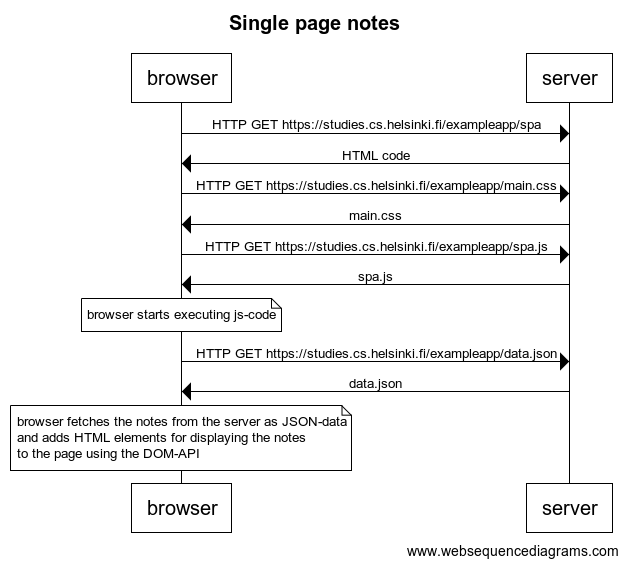 Single page notes
browser
server
HTTP GET https://studies.cs.helsinki.fi/exampleapp/spa
HTML code
HTTP GET https://studies.cs.helsinki.fi/exampleapp/main.css
main.css
HTTP GET https://studies.cs.helsinki.fi/exampleapp/spa.js
spa.js
browser starts executing js-code
HTTP GET https://studies.cs.helsinki.fi/exampleapp/data.json
data.json
browser fetches the notes from the server as JSON-data
and adds HTML elements for displaying the notes
to the page using the DOM-API
browser
server
www.websequencediagrams.com